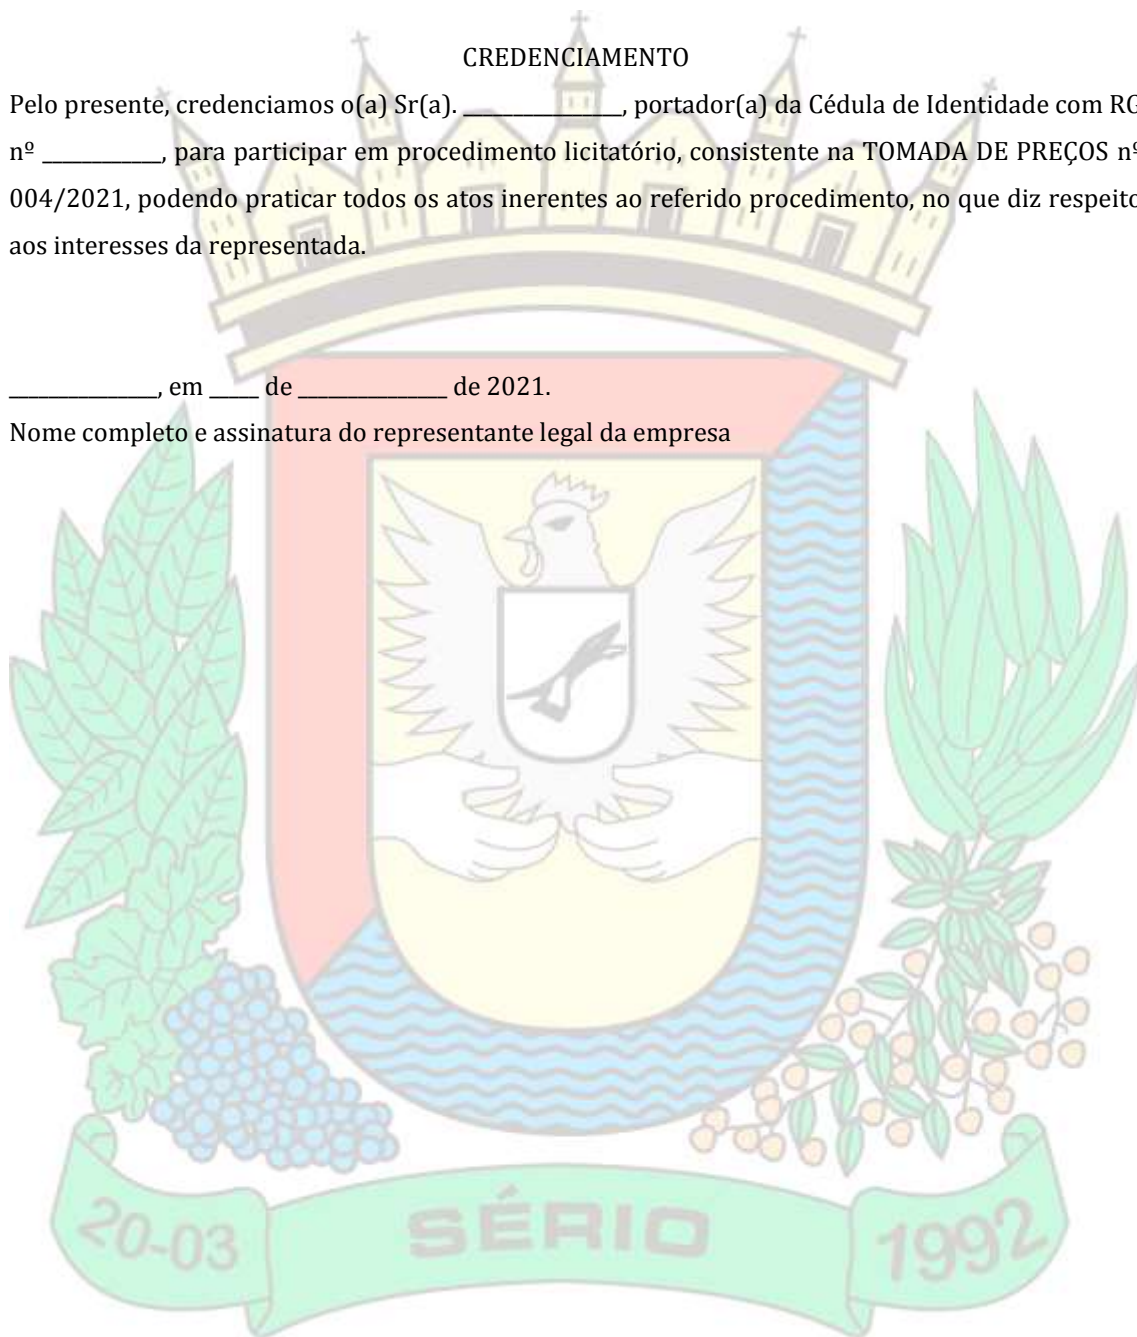 CREDENCIAMENTO
Pelo presente, credenciamos o(a) Sr(a). ________________, portador(a) da Cédula de Identidade com RG
nº ____________, para participar em procedimento licitatório, consistente na TOMADA DE PREÇOS nº
004/2021, podendo praticar todos os atos inerentes ao referido procedimento, no que diz respeito
aos interesses da representada.
_______________, em _____ de _______________ de 2021.
Nome completo e assinatura do representante legal da empresa
20-03 SÉRIO 1992